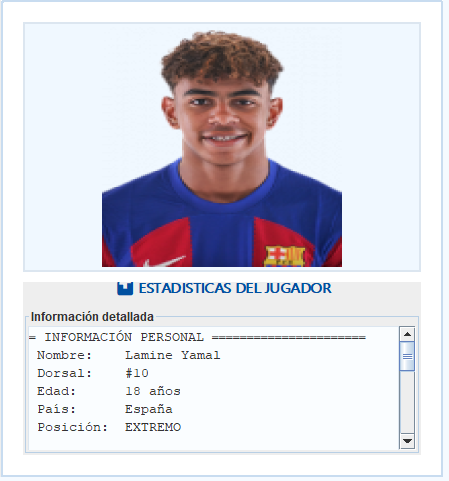 ESTADISTICAS DEL JUGADOR
Información detallada
= INFORMACIÓN PERSONAL ======================
Nombre: Lamine Yamal
Dorsal: #10
Edad: 18 años
País: España
Posición: EXTREMO